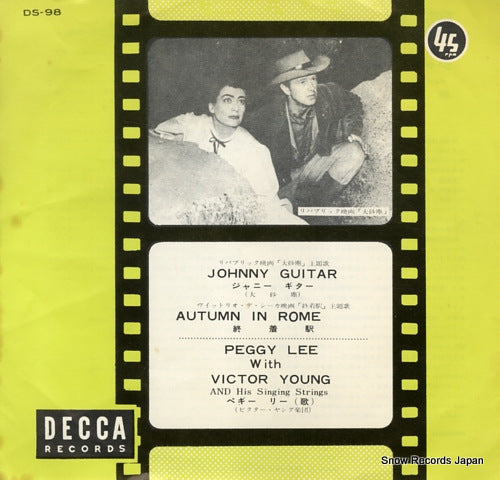 DS-98
45
rpm
リパブリック映画「大砂塵」
リパブリック映画「大砂塵」主題歌
JOHNNY GUITAR
ジャニー ギター
(大砂塵)
ヴィットリオ・デ・シーカ映画「終着駅」主題歌
AUTUMN IN ROME
終着駅
PEGGY LEE
With
VICTOR YOUNG
AND His Singing Strings
ペギー リー(歌)
(ビクター・ヤング楽団)
DECCA
RECORDS
Snow Records Japan